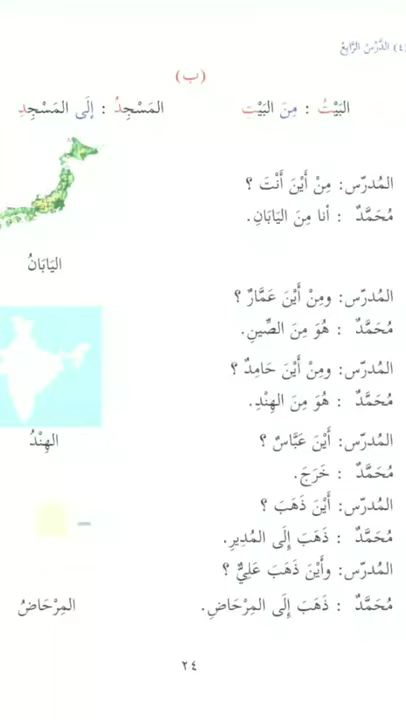 (٤) الدَّرْسُ الرَّابِعُ
(ب)
البَيْتُ : مِنَ البَيْتِ المَسْجِدُ : إلَى المَسْجِدِ
المُدرّس: مِنْ أَيْنَ أَنْتَ ؟
مُحَمَّدٌ : أنا مِنَ اليَابَانِ.
اليَابَانُ
المُدرّس: ومِنْ أَيْنَ عَمَّارٌ ؟
مُحَمَّدٌ : هُوَ مِنَ الصِّينِ.
المُدرّس: ومِنْ أَيْنَ حَامِدٌ ؟
مُحَمَّدٌ : هُوَ مِنَ الهِنْدِ.
المُدرّس: أَيْنَ عَبَّاسٌ ؟ الهِنْدُ
مُحَمَّدٌ : خَرَجَ.
المُدرّس: أَيْنَ ذَهَبَ ؟
مُحَمَّدٌ : ذَهَبَ إِلَى المُدِيرِ.
المُدرّس: وأَيْنَ ذَهَبَ عَلِيٌّ ؟
مُحَمَّدٌ : ذَهَبَ إِلَى المِرْحَاضِ. المِرْحَاضُ
٢٤